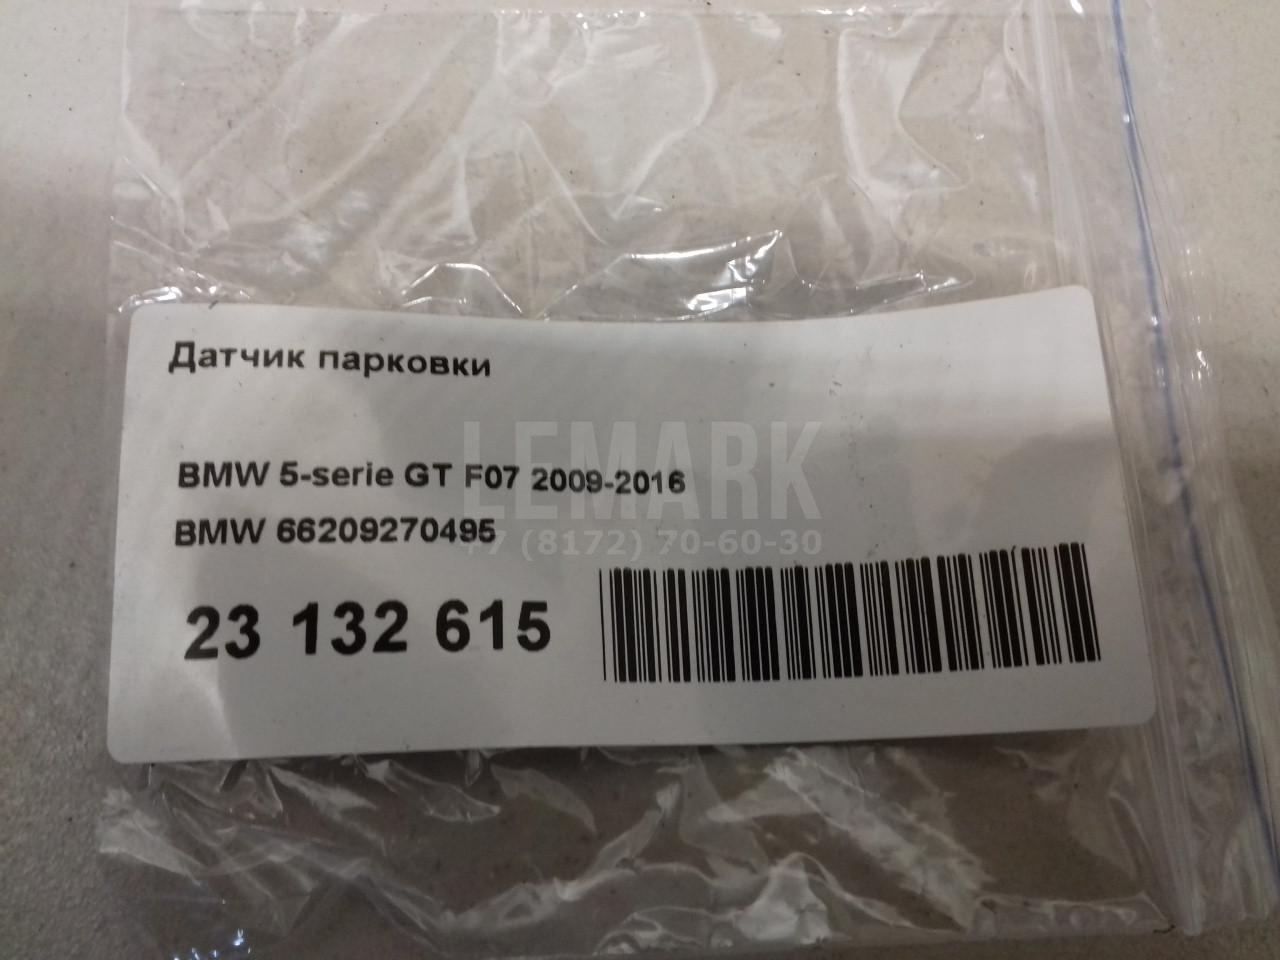 Датчик парковки
BMW 5-serie GT F07 2009-2016
BMW 66209270495
23 132 615
LEMARK
+7 (8172) 70-60-30